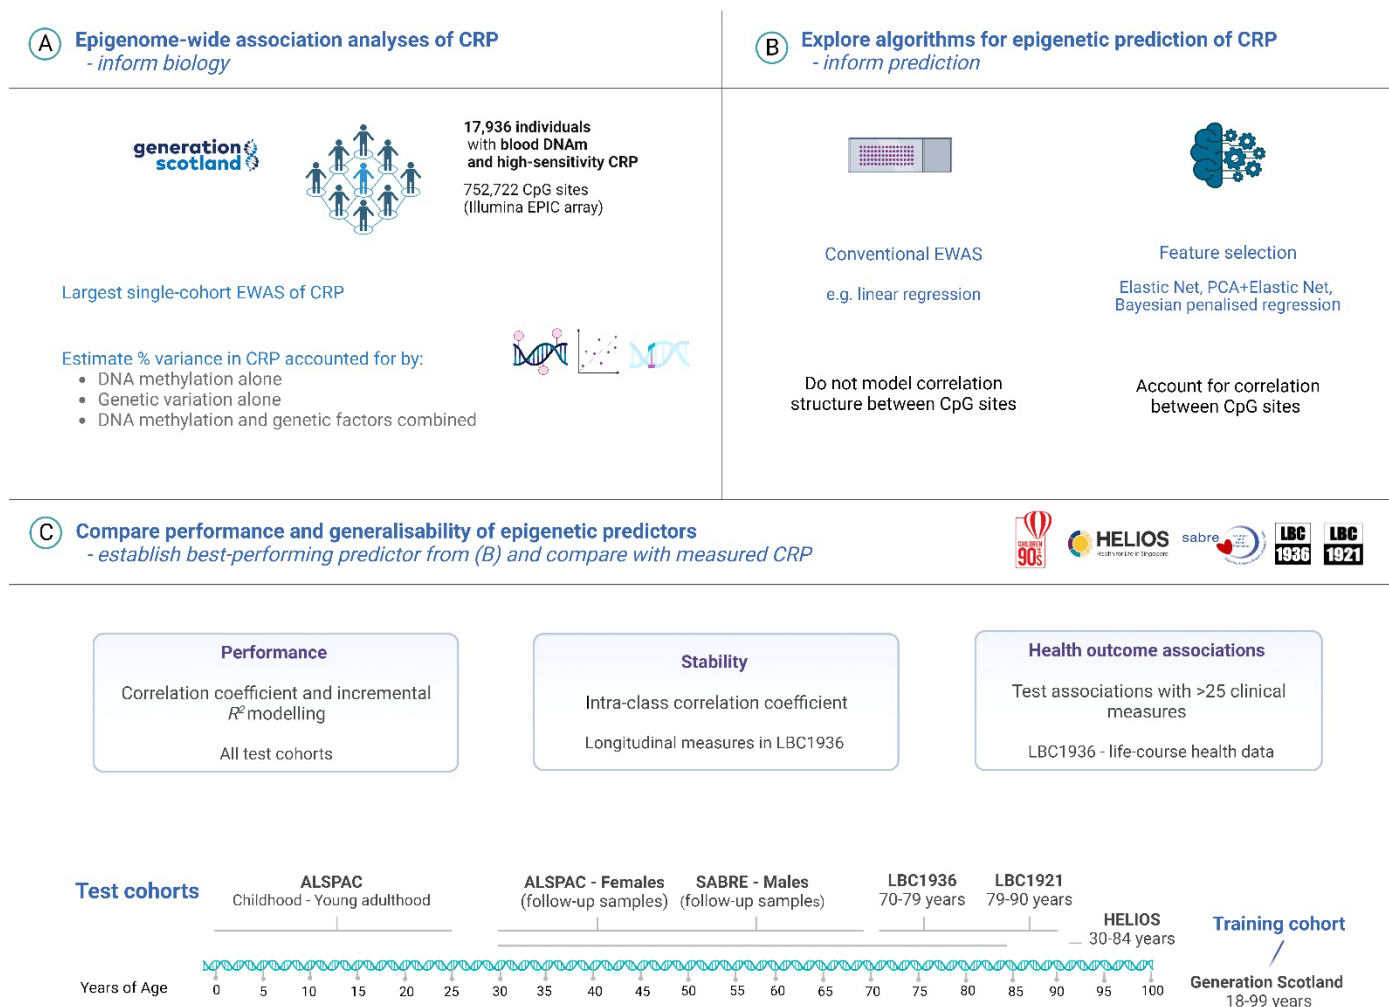 A
Epigenome-wide association analyses of CRP
- inform biology
generation
scotland
17,936 individuals
with blood DNAm
and high-sensitivity CRP
752,722 CpG sites
(Illumina EPIC array)
Largest single-cohort EWAS of CRP
Estimate % variance in CRP accounted for by:
• DNA methylation alone
• Genetic variation alone
• DNA methylation and genetic factors combined
B
Explore algorithms for epigenetic prediction of CRP
- inform prediction
Conventional EWAS
e.g. linear regression
Do not model correlation
structure between CpG sites
Feature selection
Elastic Net, PCA+Elastic Net,
Bayesian penalised regression
Account for correlation
between CpG sites
C
Compare performance and generalisability of epigenetic predictors
- establish best-performing predictor from (B) and compare with measured CRP
CHILDREN
90s
HELIOS
Health for Life in Singapore
sabre
LBC
1936
LBC
1921
Performance
Correlation coefficient and incremental
R² modelling
All test cohorts
Stability
Intra-class correlation coefficient
Longitudinal measures in LBC1936
Health outcome associations
Test associations with >25 clinical
measures
LBC1936 - life-course health data
Test cohorts
ALSPAC
Childhood - Young adulthood
ALSPAC - Females
(follow-up samples)
SABRE - Males
(follow-up samples)
LBC1936
70-79 years
LBC1921
79-90 years
HELIOS
30-84 years
Training cohort
Generation Scotland
18-99 years
Years of Age 0 5 10 15 20 25 30 35 40 45 50 55 60 65 70 75 80 85 90 95 100